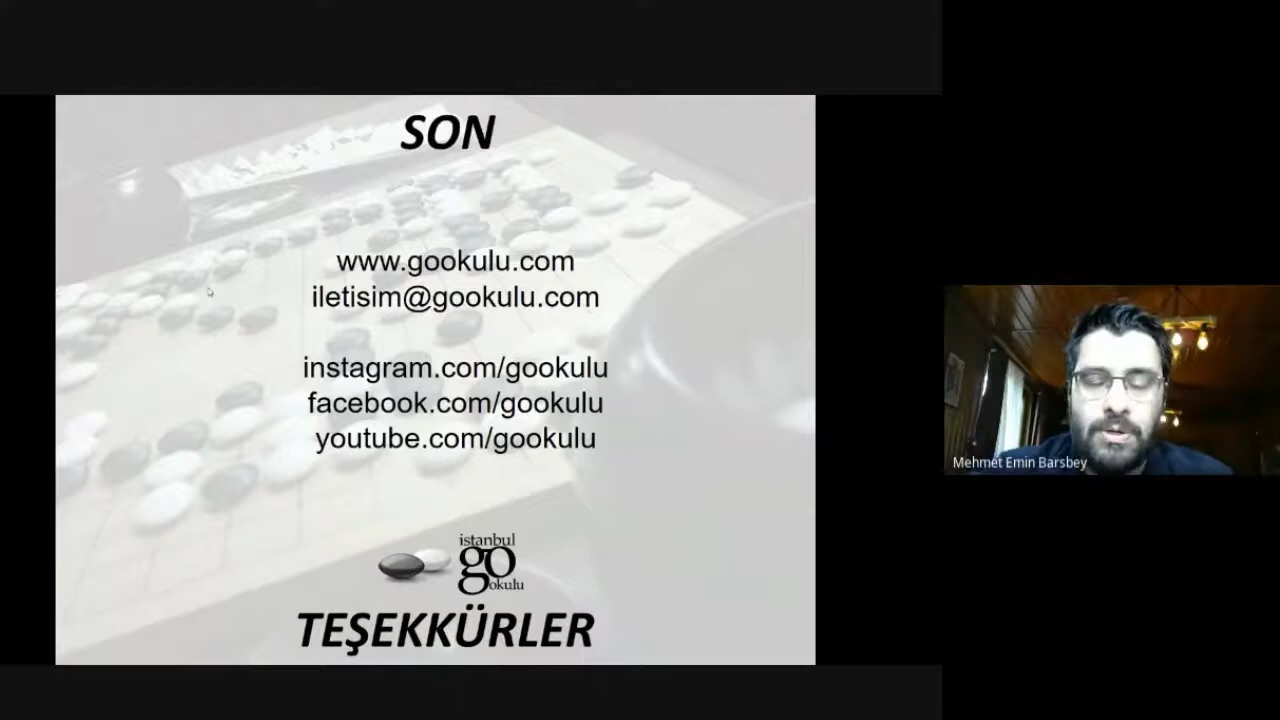 SON
www.gookulu.com
iletisim@gookulu.com
instagram.com/gookulu
facebook.com/gookulu
youtube.com/gookulu
istanbul
go
okulu
TEŞEKKÜRLER
Mehmet Emin Barsbey